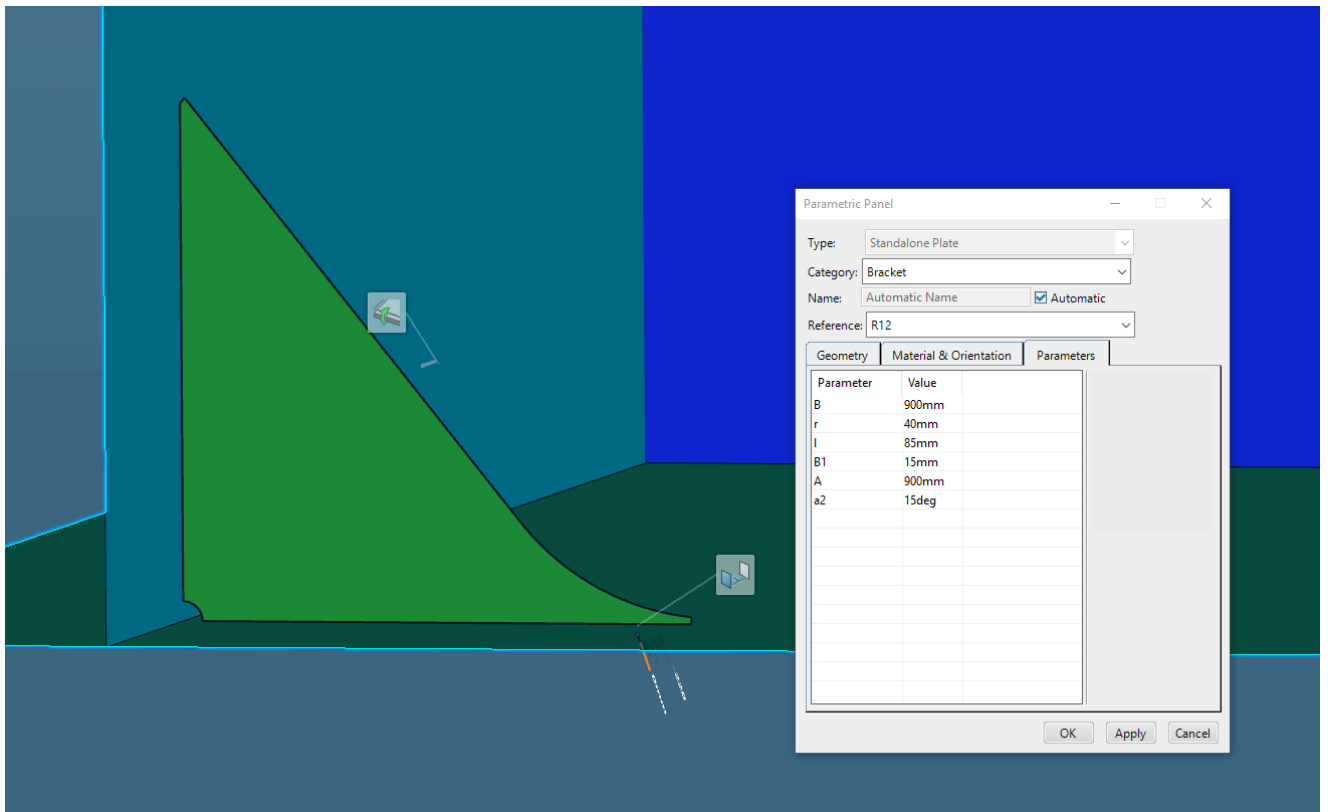 Parametric Panel
Type: Standalone Plate
Category: Bracket
Name: Automatic Name Automatic
Reference: R12
Geometry Material & Orientation Parameters
Parameter Value
B 900mm
r 40mm
l 85mm
B1 15mm
A 900mm
a2 15deg
OK Apply Cancel